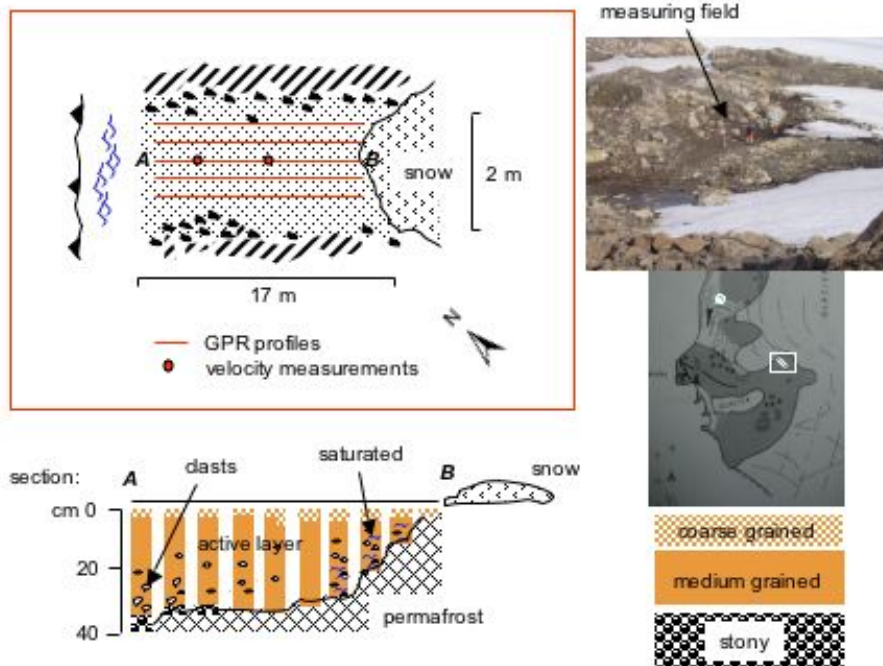 measuring field
A
B
snow
2 m
17 m
N
GPR profiles
velocity measurements
section:
A
clasts
saturated
B
snow
cm 0
20
40
active layer
permafrost
coarse grained
medium grained
stony